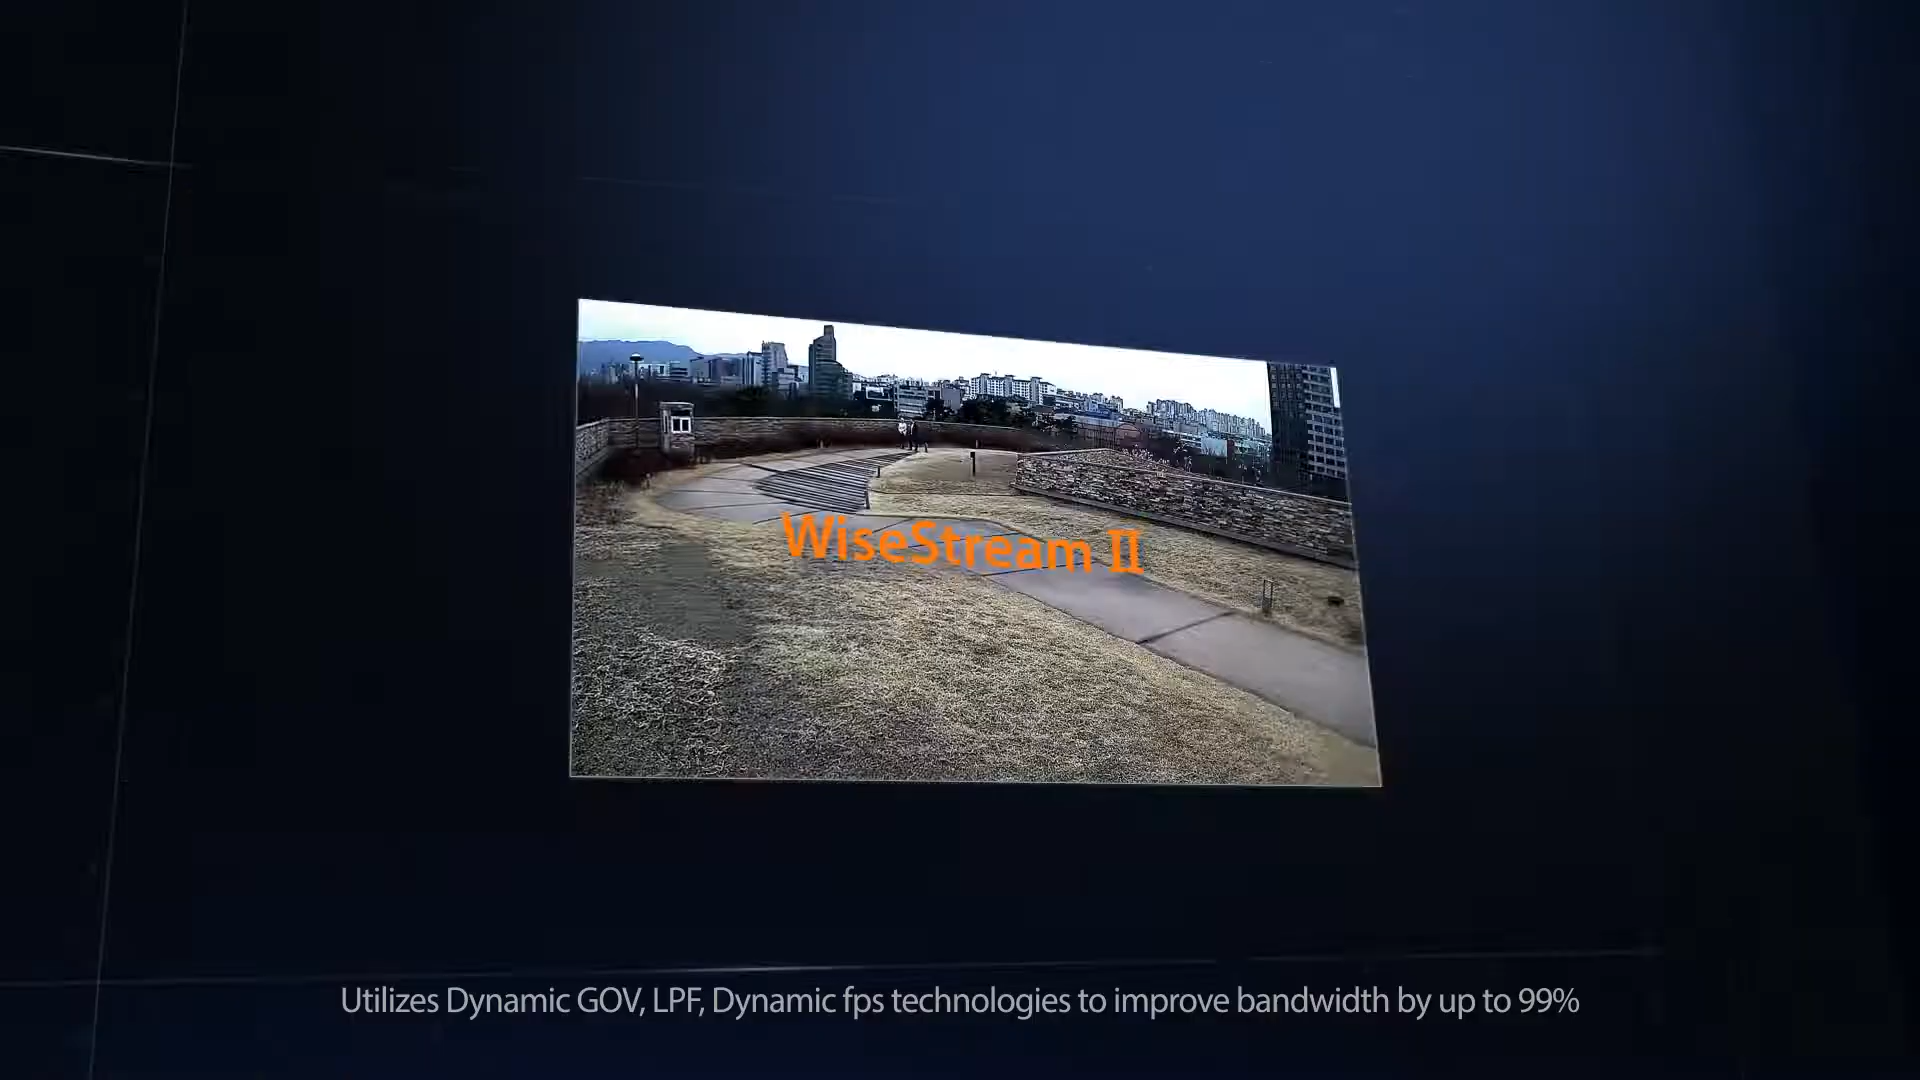 WiseStream Ⅱ
Utilizes Dynamic GOV, LPF, Dynamic fps technologies to improve bandwidth by up to 99%